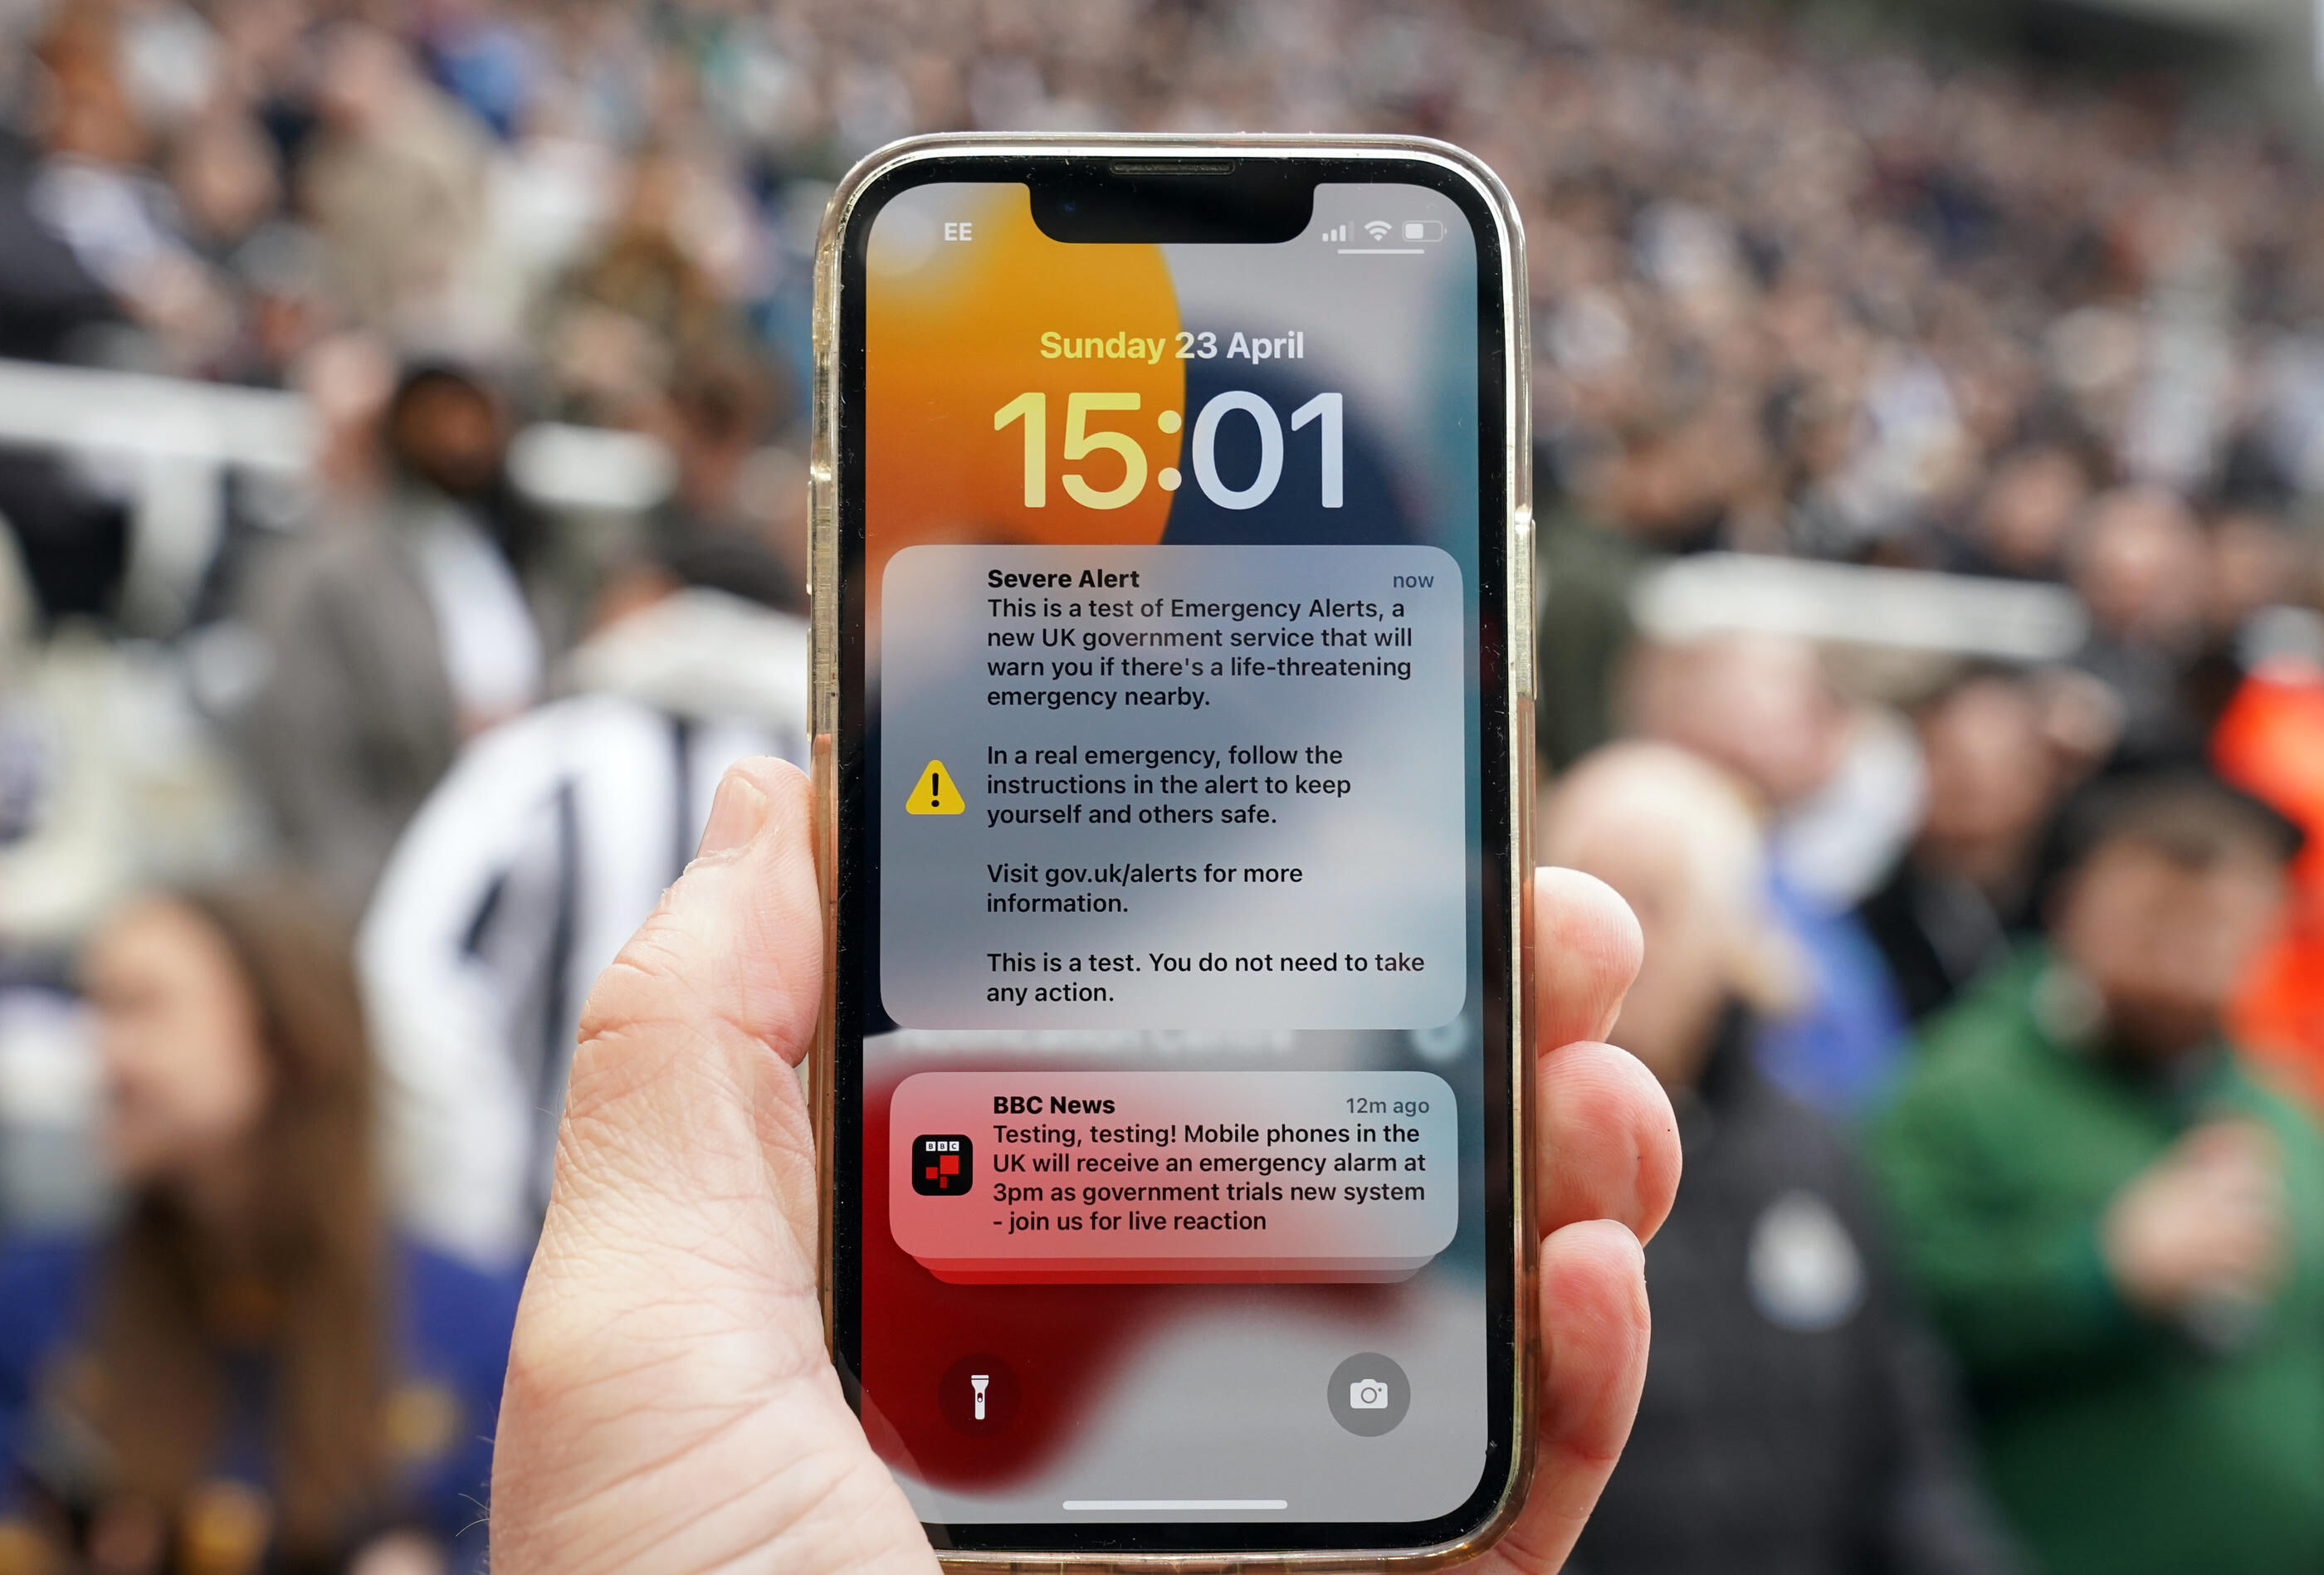 EE
Sunday 23 April
15:01
Severe Alert now
This is a test of Emergency Alerts, a
new UK government service that will
warn you if there's a life-threatening
emergency nearby.
In a real emergency, follow the
instructions in the alert to keep
yourself and others safe.
Visit gov.uk/alerts for more
information.
This is a test. You do not need to take
any action.
BBC News 12m ago
BBC
Testing, testing! Mobile phones in the
UK will receive an emergency alarm at
3pm as government trials new system
- join us for live reaction